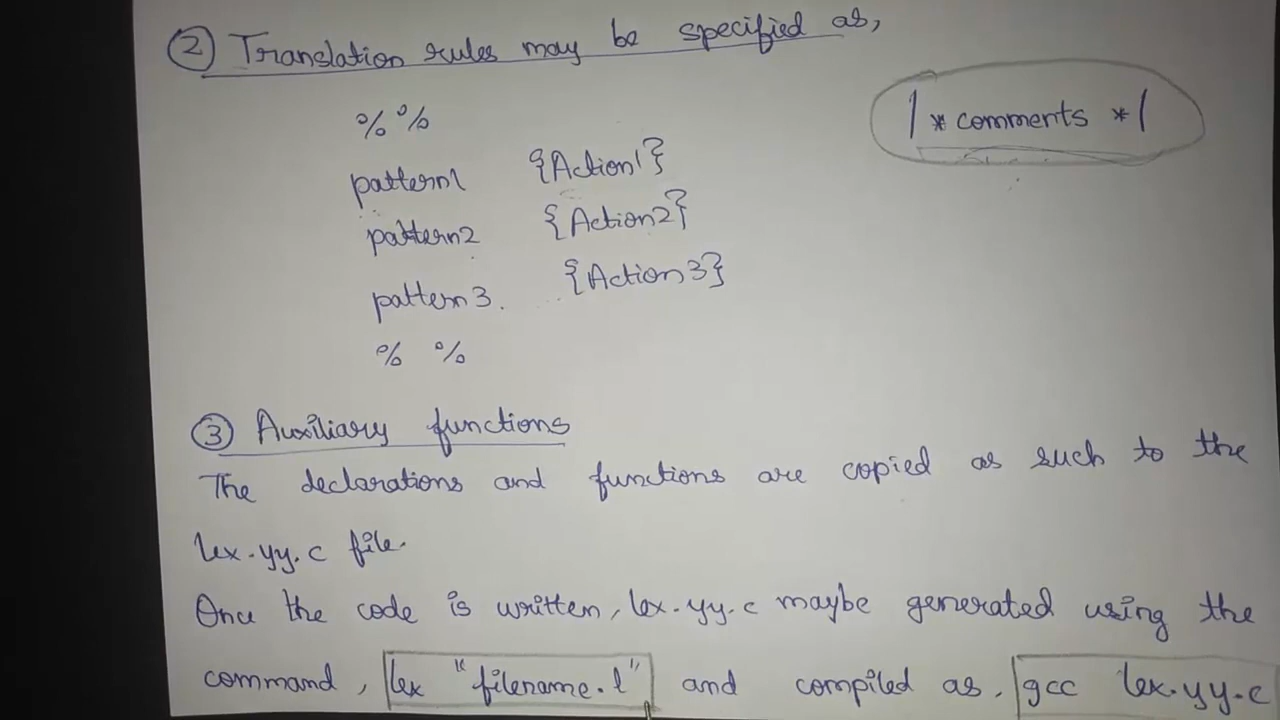 ② Translation rules may be specified as,
|* comments *|
%%
pattern1 {Action1}
pattern2 {Action2}
pattern3. {Action3}
% %
③ Auxiliary functions
The declarations and functions are copied as such to the
lex.yy.c file.
Once the code is written, lex.yy.c maybe generated using the
command, lex "filename.l" and compiled as, gcc lex.yy.c